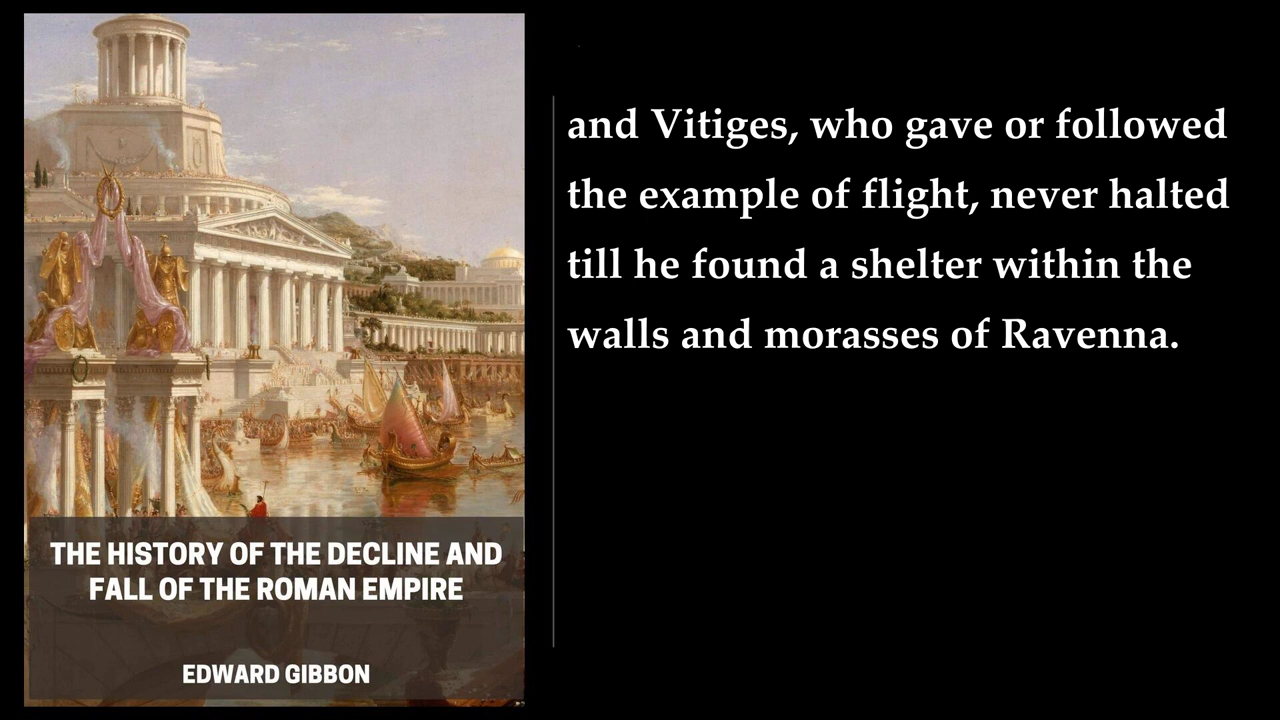 and Vitiges, who gave or followed
the example of flight, never halted
till he found a shelter within the
walls and morasses of Ravenna.
THE HISTORY OF THE DECLINE AND
FALL OF THE ROMAN EMPIRE
EDWARD GIBBON